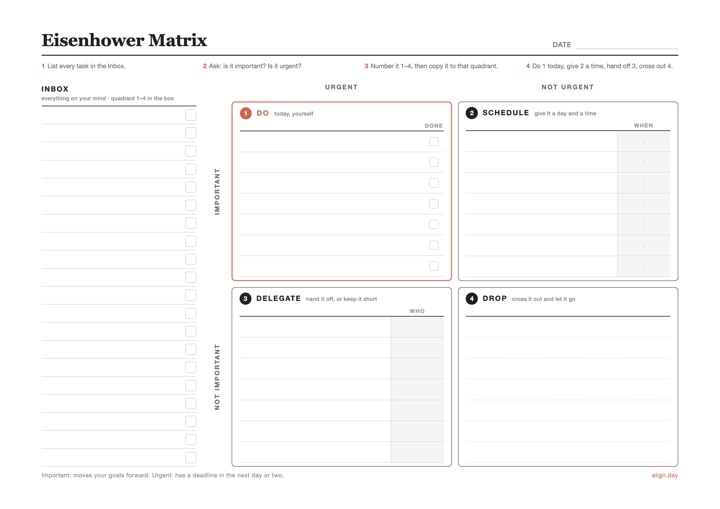 Eisenhower Matrix
DATE
1 List every task in the Inbox.
2 Ask: is it important? Is it urgent?
3 Number it 1–4, then copy it to that quadrant.
4 Do 1 today, give 2 a time, hand off 3, cross out 4.
INBOX
everything on your mind · quadrant 1–4 in the box
URGENT
NOT URGENT
IMPORTANT
1 DO today, yourself
DONE
2 SCHEDULE give it a day and a time
WHEN
:
:
:
:
:
:
:
NOT IMPORTANT
3 DELEGATE hand it off, or keep it short
WHO
4 DROP cross it out and let it go
Important: moves your goals forward. Urgent: has a deadline in the next day or two.
align.day